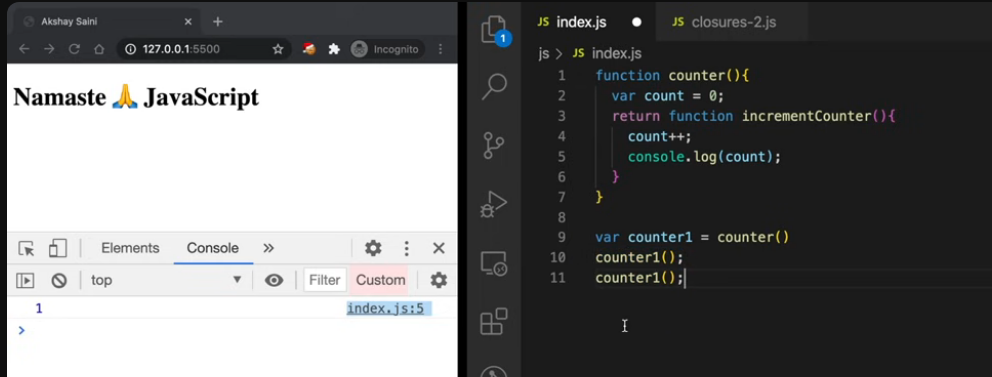 Akshay Saini
127.0.0.1:5500
Incognito
Namaste 🙏 JavaScript
Elements Console »
top
Filter
Custom
1 index.js:5
>
1
JS index.js
JS closures-2.js
js > JS index.js
1 function counter(){
2 var count = 0;
3 return function incrementCounter(){
4 count++;
5 console.log(count);
6 }
7 }
8
9 var counter1 = counter()
10 counter1();
11 counter1();